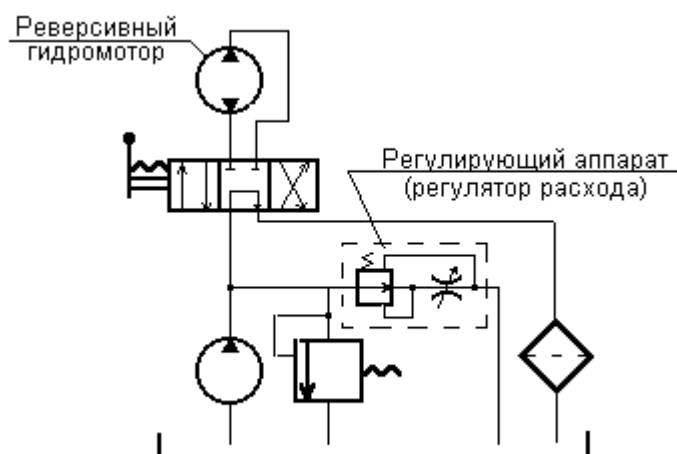 Реверсивный
гидромотор
Регулирующий аппарат
(регулятор расхода)